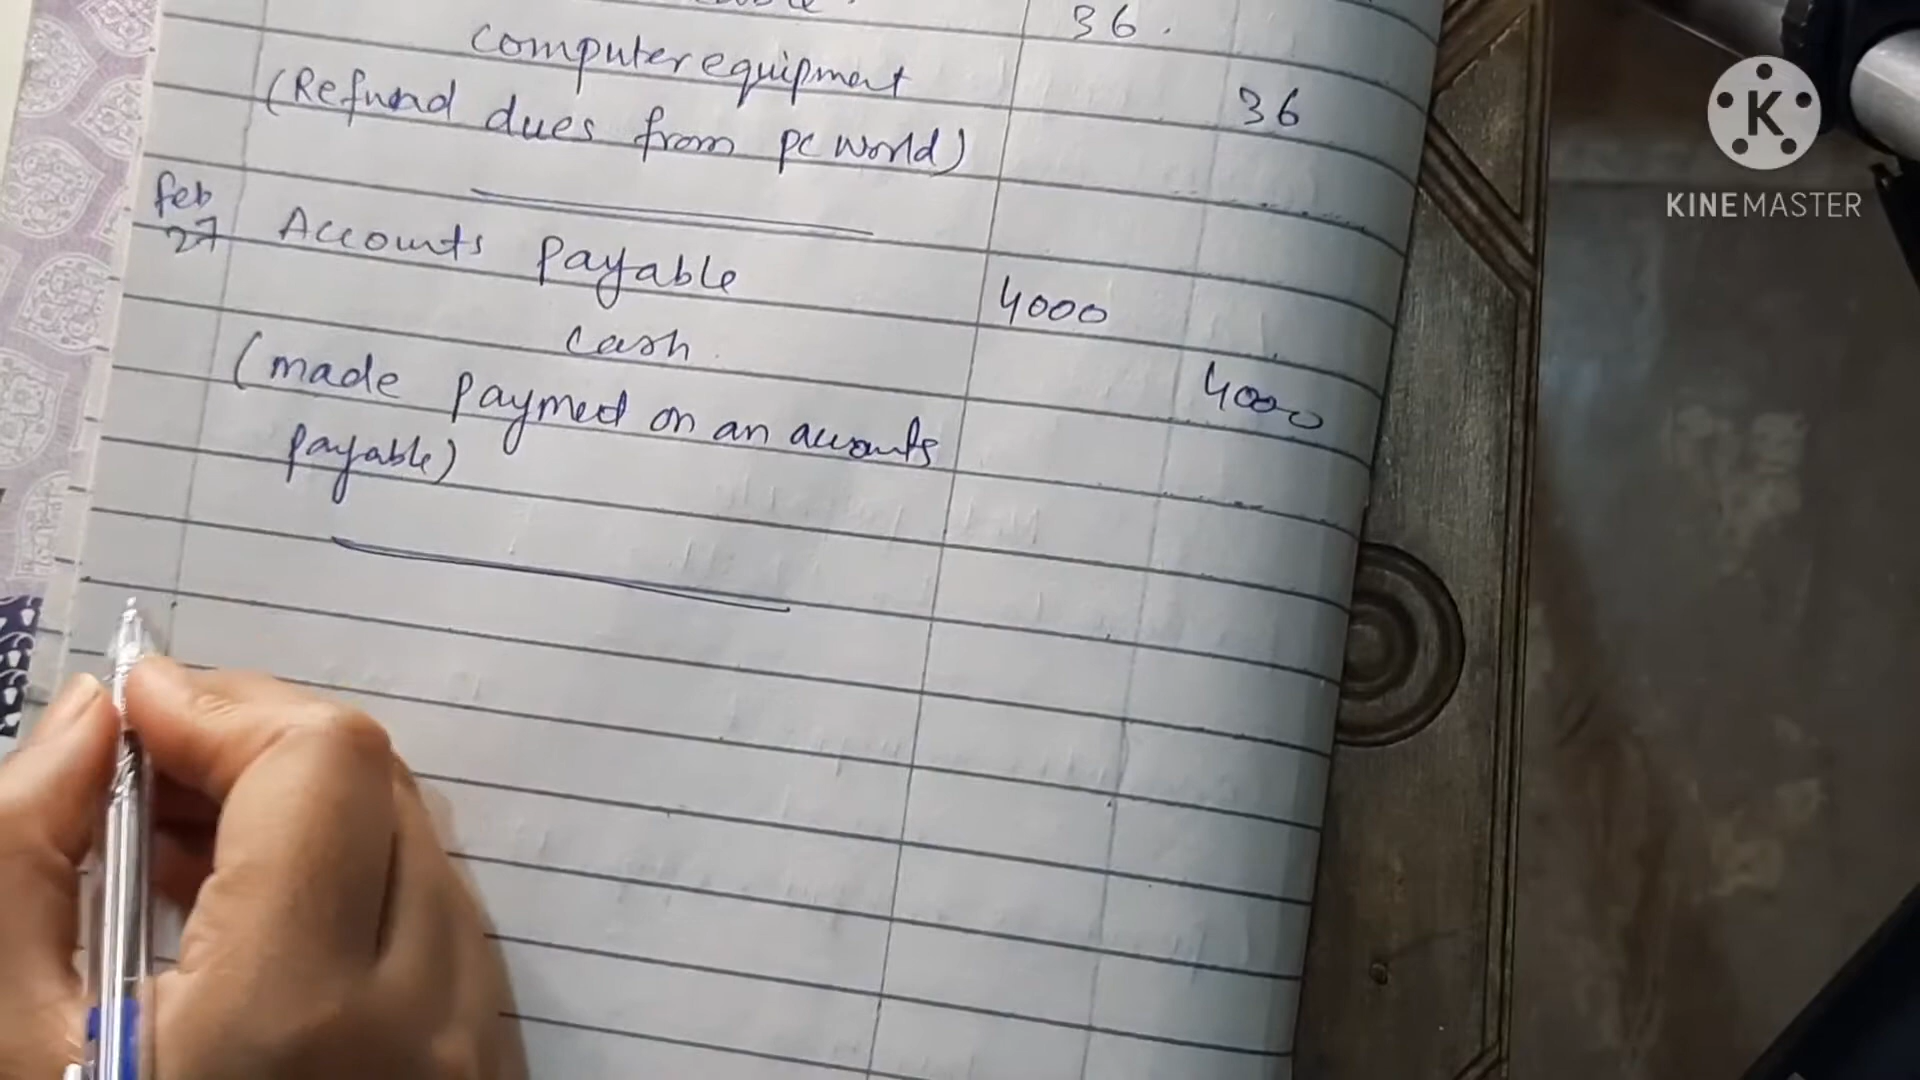 36.
computer equipment 36
(Refund dues from pc world)
feb
27 Accounts payable 4000
cash. 4000
(made payment on an accounts
payable)
K
KINEMASTER